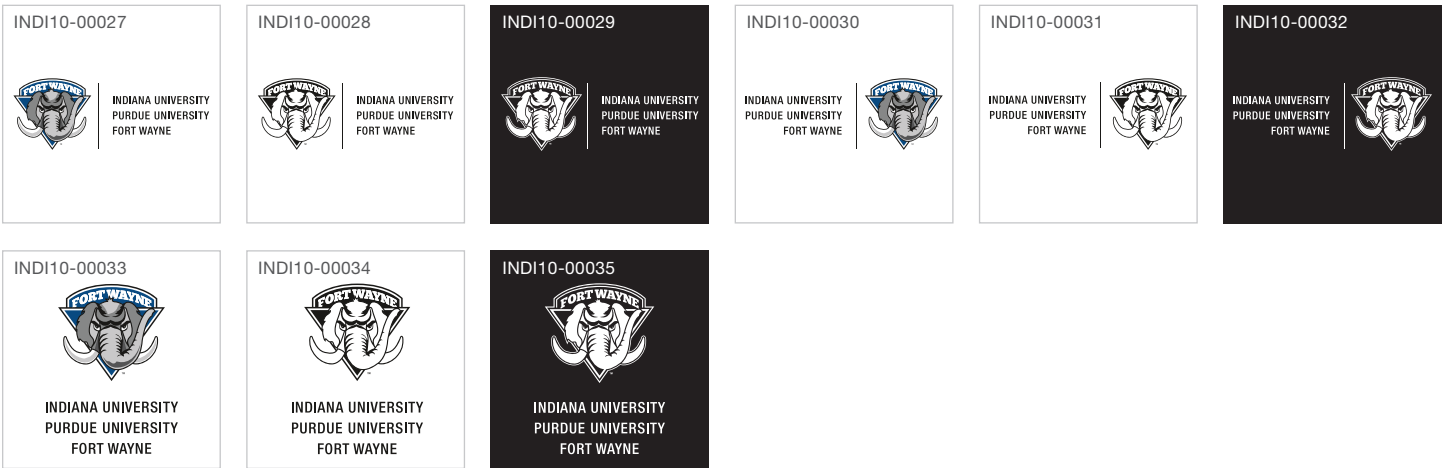 INDI10-00027
FORT WAYNE
INDIANA UNIVERSITY
PURDUE UNIVERSITY
FORT WAYNE
INDI10-00028
FORT WAYNE
INDIANA UNIVERSITY
PURDUE UNIVERSITY
FORT WAYNE
INDI10-00029
FORT WAYNE
INDIANA UNIVERSITY
PURDUE UNIVERSITY
FORT WAYNE
INDI10-00030
INDIANA UNIVERSITY
PURDUE UNIVERSITY
FORT WAYNE
FORT WAYNE
INDI10-00031
INDIANA UNIVERSITY
PURDUE UNIVERSITY
FORT WAYNE
FORT WAYNE
INDI10-00032
INDIANA UNIVERSITY
PURDUE UNIVERSITY
FORT WAYNE
FORT WAYNE
INDI10-00033
FORT WAYNE
INDIANA UNIVERSITY
PURDUE UNIVERSITY
FORT WAYNE
INDI10-00034
FORT WAYNE
INDIANA UNIVERSITY
PURDUE UNIVERSITY
FORT WAYNE
INDI10-00035
FORT WAYNE
INDIANA UNIVERSITY
PURDUE UNIVERSITY
FORT WAYNE